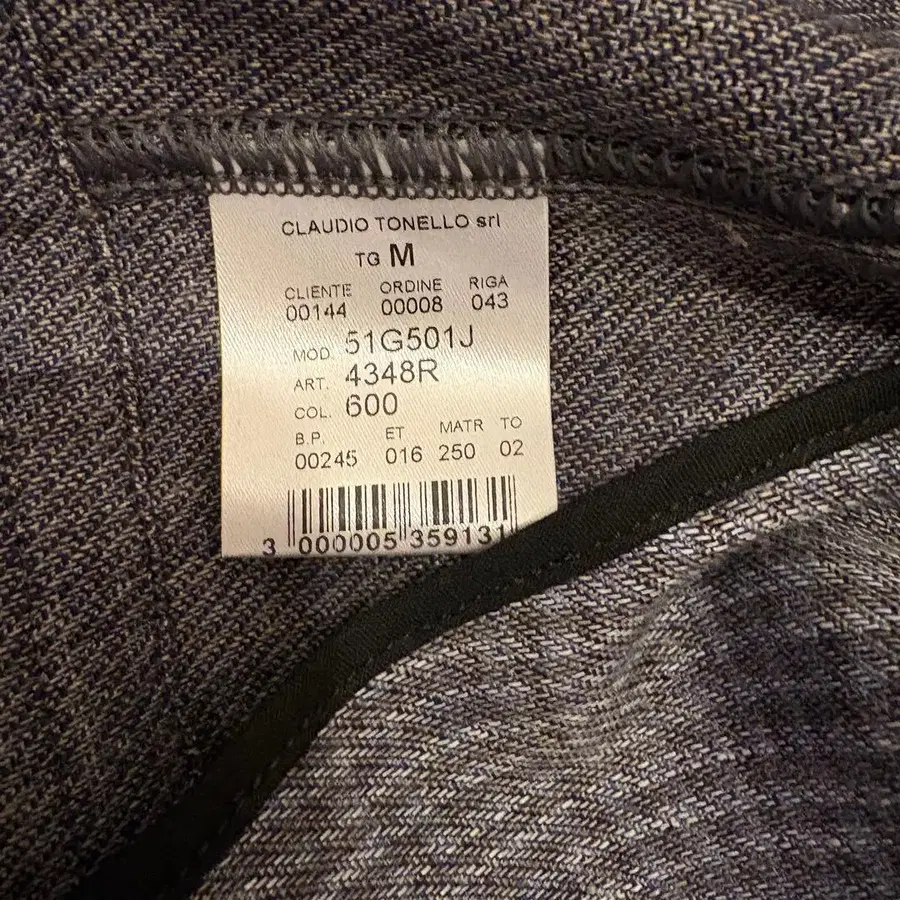 CLAUDIO TONELLO srl
TG M
CLIENTE ORDINE RIGA
00144 00008 043
MOD. 51G501J
ART. 4348R
COL. 600
B.P. ET MATR TO
00245 016 250 02
3 000005 359131